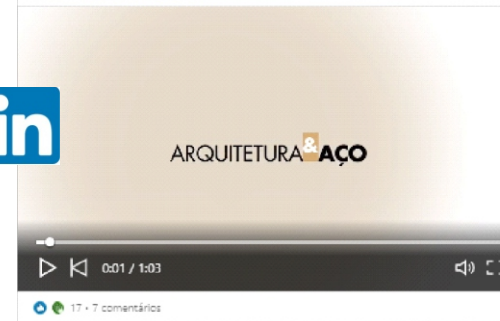 in
ARQUITETURA&AÇO
0:01 / 1:03
17 · 7 comentários